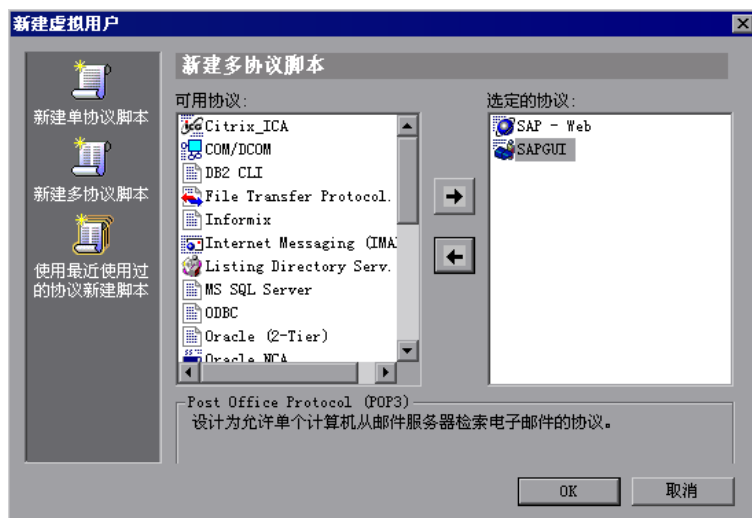 新建虚拟用户
新建单协议脚本
新建多协议脚本
使用最近使用过
的协议新建脚本
新建多协议脚本
可用协议:
Citrix_ICA
COM/DCOM
DB2 CLI
File Transfer Protocol.
Informix
Internet Messaging (IMA
Listing Directory Serv.
MS SQL Server
ODBC
Oracle (2-Tier)
Oracle NCA
选定的协议:
SAP - Web
SAPGUI
Post Office Protocol (POP3)
设计为允许单个计算机从邮件服务器检索电子邮件的协议。
OK
取消